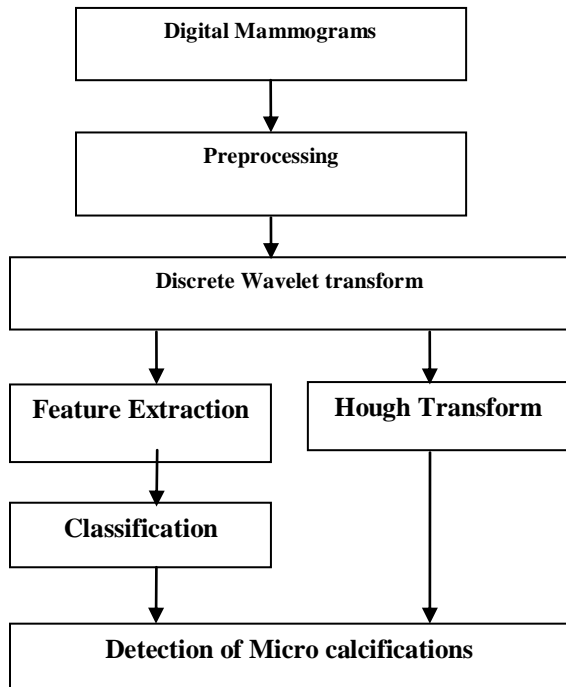 Digital Mammograms
Preprocessing
Discrete Wavelet transform
Feature Extraction
Hough Transform
Classification
Detection of Micro calcifications